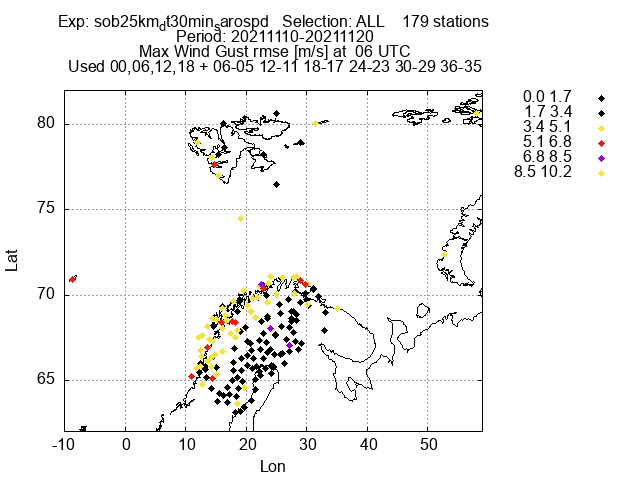 Exp: sob25km_dt30min_sarospd   Selection: ALL    179 stations
Period: 20211110-20211120
Max Wind Gust rmse [m/s] at  06 UTC
Used 00,06,12,18 + 06-05 12-11 18-17 24-23 30-29 36-35
0.0 1.7
1.7 3.4
3.4 5.1
5.1 6.8
6.8 8.5
8.5 10.2
80
75
70
65
Lat
-10 0 10 20 30 40 50
Lon